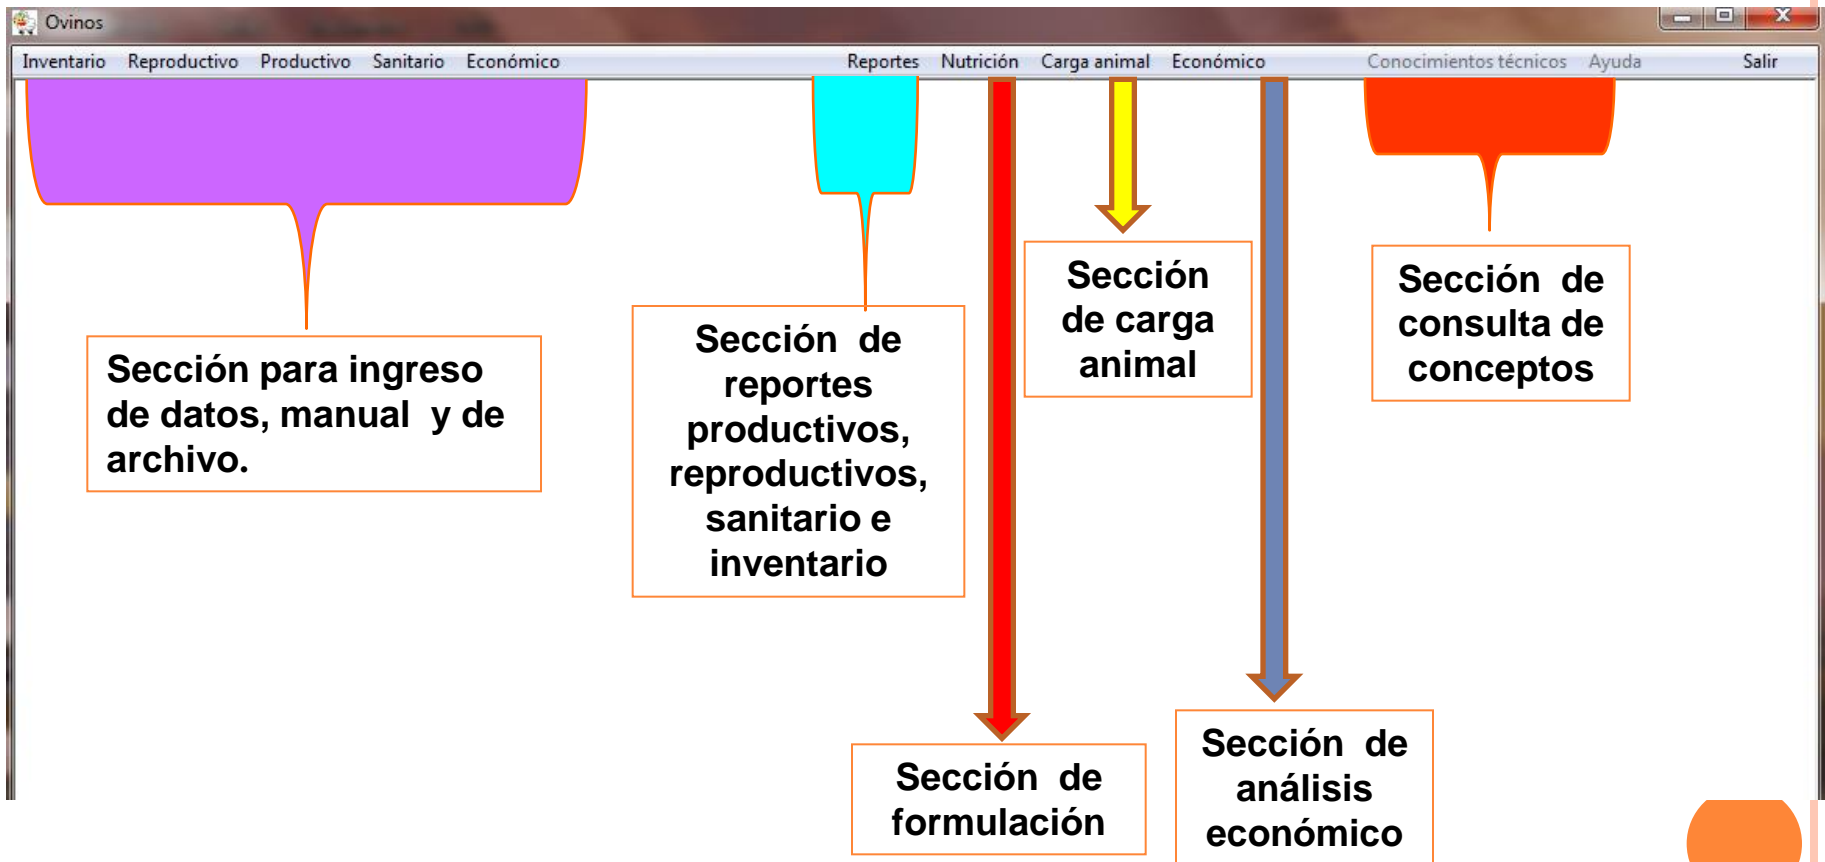 Ovinos
Inventario Reproductivo Productivo Sanitario Económico Reportes Nutrición Carga animal Económico Conocimientos técnicos Ayuda Salir
Sección para ingreso
de datos, manual y de
archivo.
Sección de
reportes
productivos,
reproductivos,
sanitario e
inventario
Sección
de carga
animal
Sección de
consulta de
conceptos
Sección de
formulación
Sección de
análisis
económico